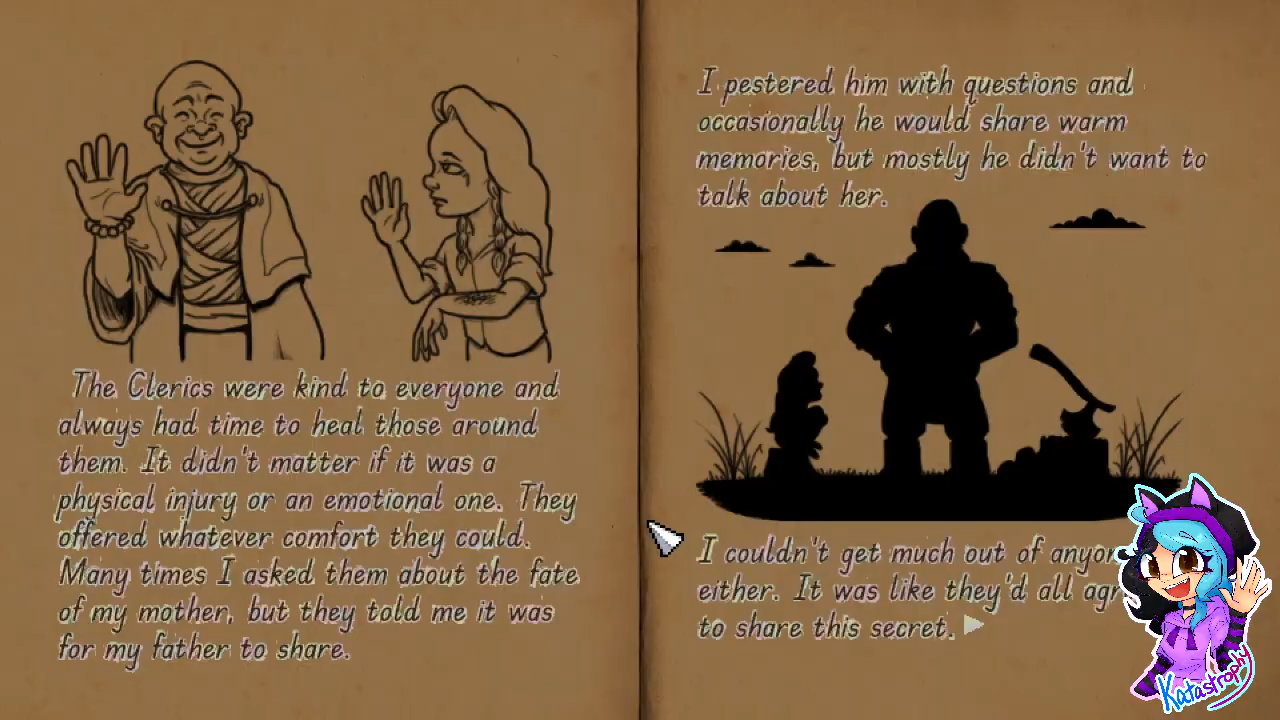 The Clerics were kind to everyone and
always had time to heal those around
them. It didn't matter if it was a
physical injury or an emotional one. They
offered whatever comfort they could.
Many times I asked them about the fate
of my mother, but they told me it was
for my father to share.
I pestered him with questions and
occasionally he would share warm
memories, but mostly he didn't want to
talk about her.
I couldn't get much out of
either. It was like they'd all
to share this secret.
Katastrophy